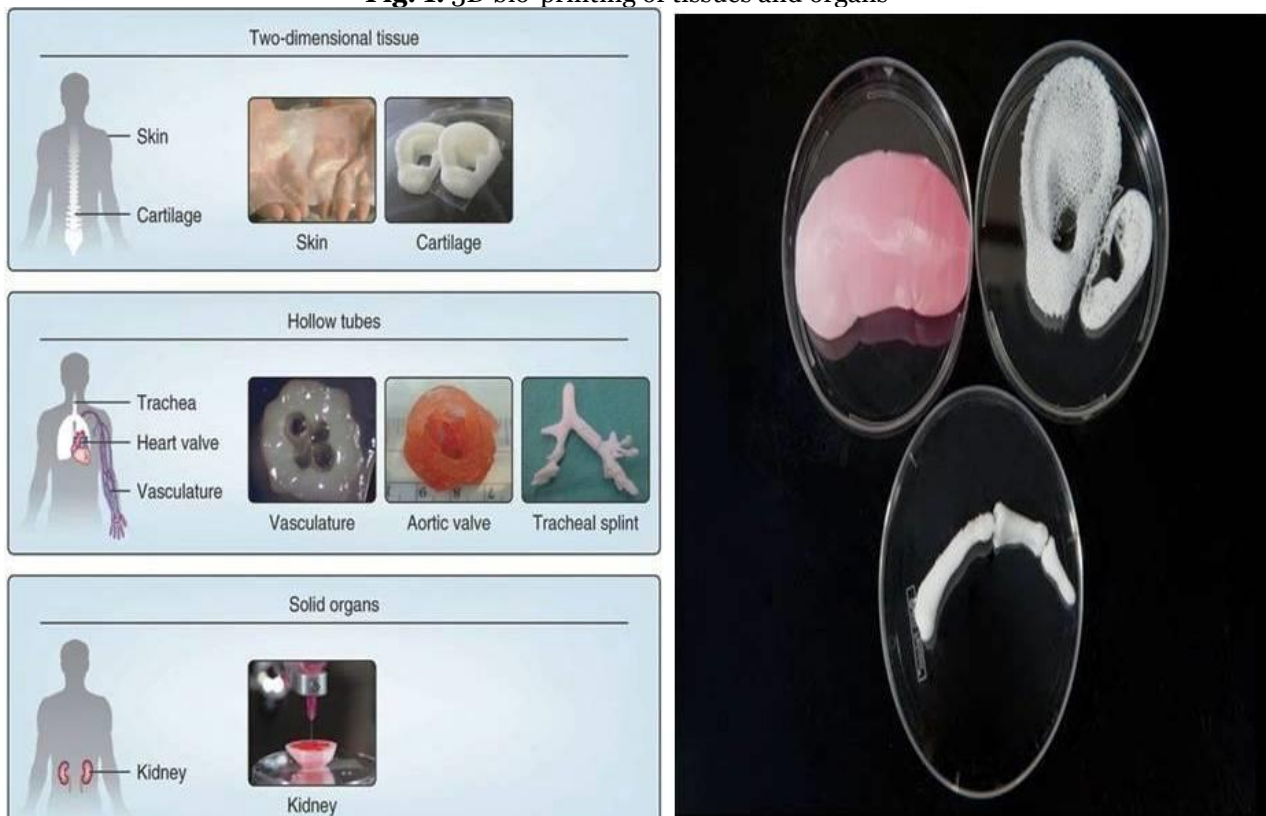 Fig. 1. 3D bio-printing of tissues and organs
Two-dimensional tissue
Skin
Cartilage
Skin
Cartilage
Hollow tubes
Trachea
Heart valve
Vasculature
Vasculature
Aortic valve
Tracheal splint
Solid organs
Kidney
Kidney